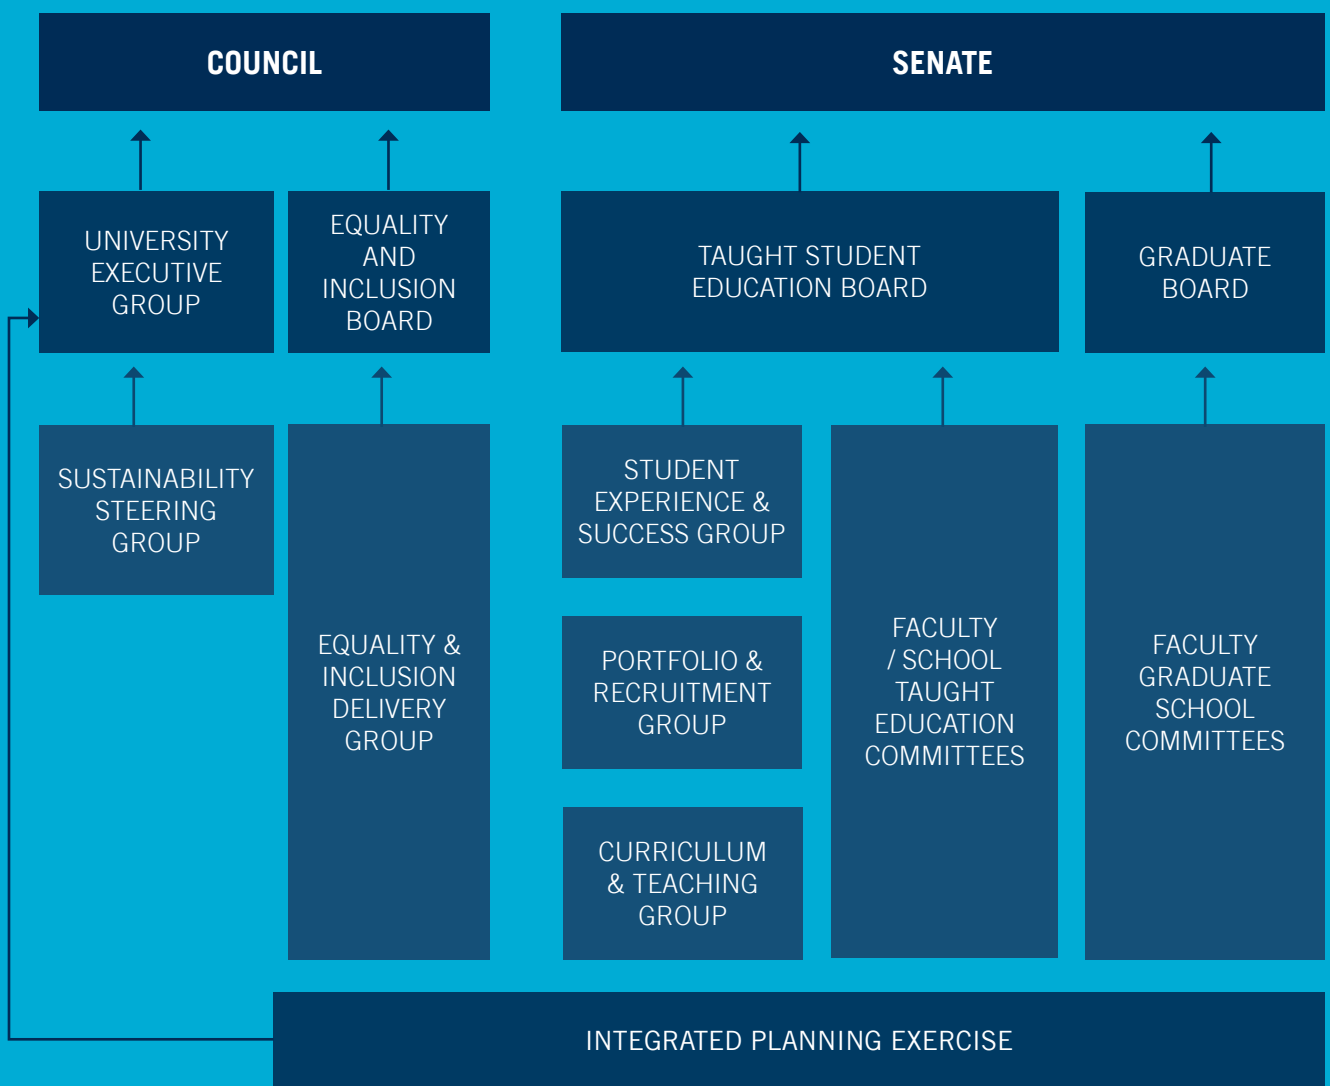 COUNCIL
SENATE
UNIVERSITY
EXECUTIVE
GROUP
EQUALITY
AND
INCLUSION
BOARD
TAUGHT STUDENT
EDUCATION BOARD
GRADUATE
BOARD
SUSTAINABILITY
STEERING
GROUP
EQUALITY &
INCLUSION
DELIVERY
GROUP
STUDENT
EXPERIENCE &
SUCCESS GROUP
PORTFOLIO &
RECRUITMENT
GROUP
CURRICULUM
& TEACHING
GROUP
FACULTY
/ SCHOOL
TAUGHT
EDUCATION
COMMITTEES
FACULTY
GRADUATE
SCHOOL
COMMITTEES
INTEGRATED PLANNING EXERCISE